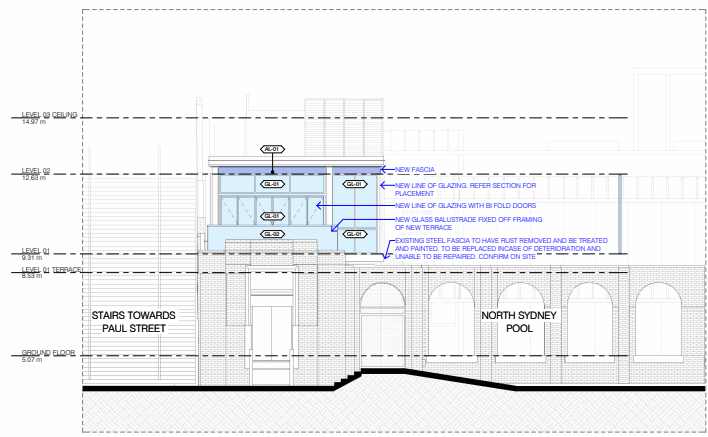 LEVEL 03 CEILING
14.97 m
AL-01
LEVEL 02
12.63 m
NEW FASCIA
GL-01
GL-01
NEW LINE OF GLAZING. REFER SECTION FOR
PLACEMENT
NEW LINE OF GLAZING WITH BI FOLD DOORS
GL-01
NEW GLASS BALUSTRADE FIXED OFF FRAMING
OF NEW TERRACE
GL-02
GL-01
EXISTING STEEL FASCIA TO HAVE RUST REMOVED AND BE TREATED
AND PAINTED. TO BE REPLACED INCASE OF DETERIORATION AND
UNABLE TO BE REPAIRED. CONFIRM ON SITE
LEVEL 01
9.31 m
LEVEL 01 TERRACE
8.53 m
STAIRS TOWARDS
PAUL STREET
NORTH SYDNEY
POOL
GROUND FLOOR
5.07 m